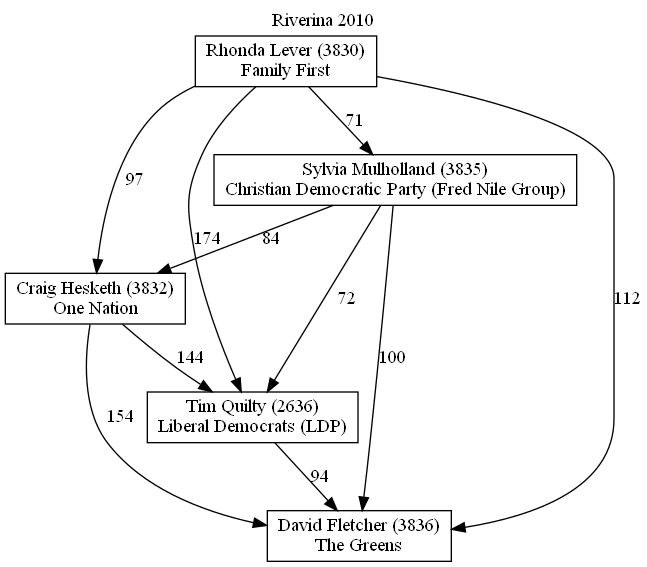 Riverina 2010
Rhonda Lever (3830)
Family First
71
Sylvia Mulholland (3835)
Christian Democratic Party (Fred Nile Group)
97
174
84
Craig Hesketh (3832)
One Nation
72
112
144
100
Tim Quilty (2636)
Liberal Democrats (LDP)
154
94
David Fletcher (3836)
The Greens